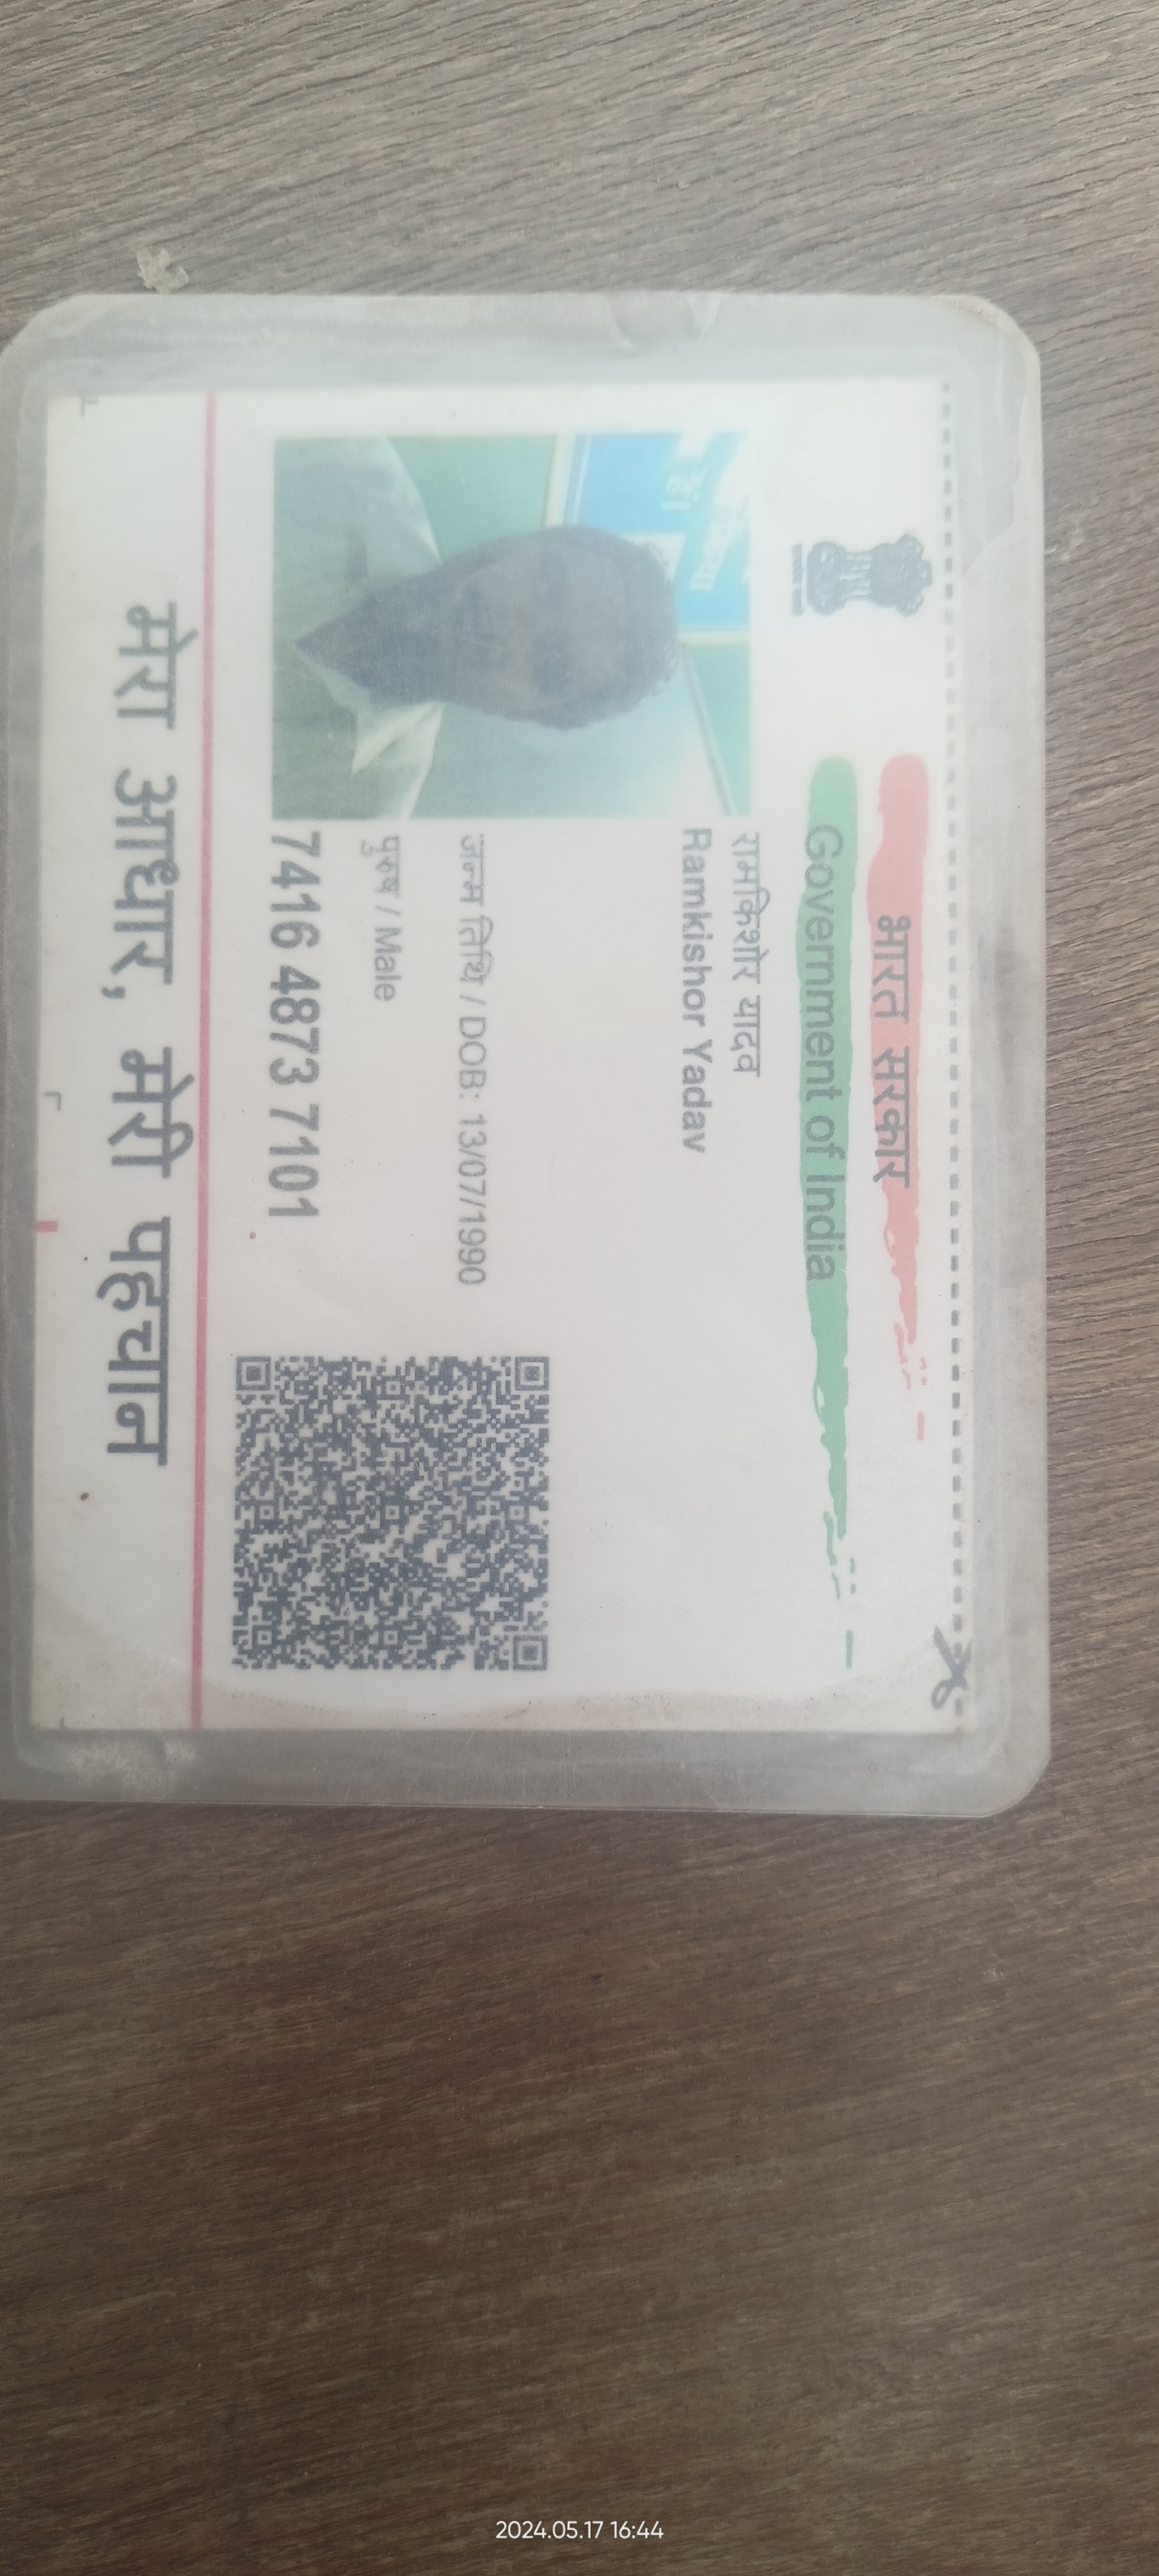 भारत सरकार
Government of India
रामकिशोर यादव
Ramkishor Yadav
जन्म तिथि / DOB: 13/07/1990
पुरुष / Male
7416 4873 7101
मेरा आधार, मेरी पहचान
2024.05.17 16:44